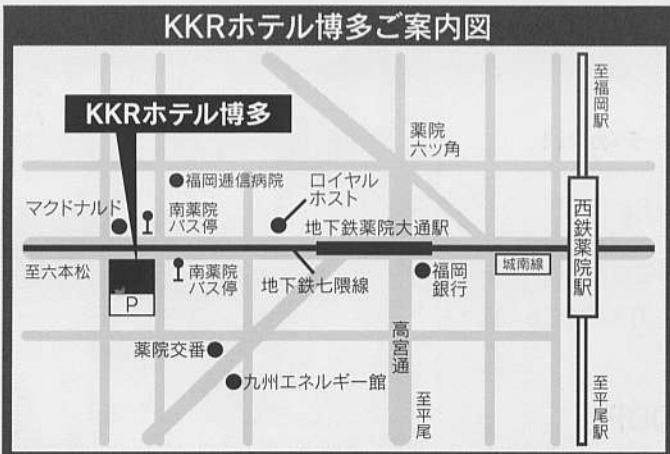 KKRホテル博多ご案内図
至福岡駅
KKRホテル博多
薬院
六ツ角
福岡逓信病院
ロイヤル
ホスト
マクドナルド
南薬院
バス停
地下鉄薬院大通駅
西鉄薬院駅
至六本松
南薬院
バス停
地下鉄七隈線
福岡
銀行
城南線
P
高宮通
薬院交番
九州エネルギー館
至平尾
至平尾駅